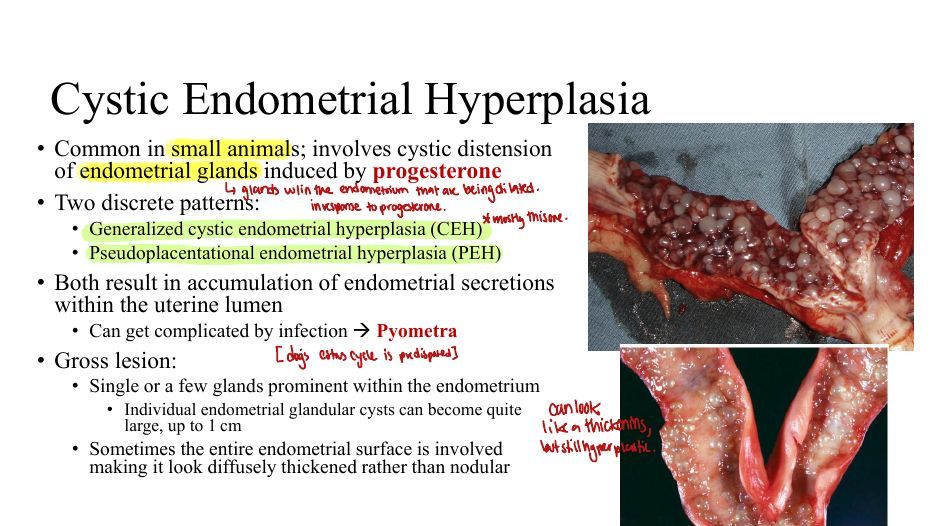 Cystic Endometrial Hyperplasia
• Common in small animals; involves cystic distension
of endometrial glands induced by progesterone
↳ glands w/in the endometrium that are being dilated.
in response to progesterone.
• Two discrete patterns:
* mostly this one.
• Generalized cystic endometrial hyperplasia (CEH)
• Pseudoplacentational endometrial hyperplasia (PEH)
• Both result in accumulation of endometrial secretions
within the uterine lumen
• Can get complicated by infection → Pyometra
[dogs estrus cycle is predisposed]
• Gross lesion:
• Single or a few glands prominent within the endometrium
• Individual endometrial glandular cysts can become quite
large, up to 1 cm
• Sometimes the entire endometrial surface is involved
making it look diffusely thickened rather than nodular
can look
like a thickening,
but still hyperplastic.